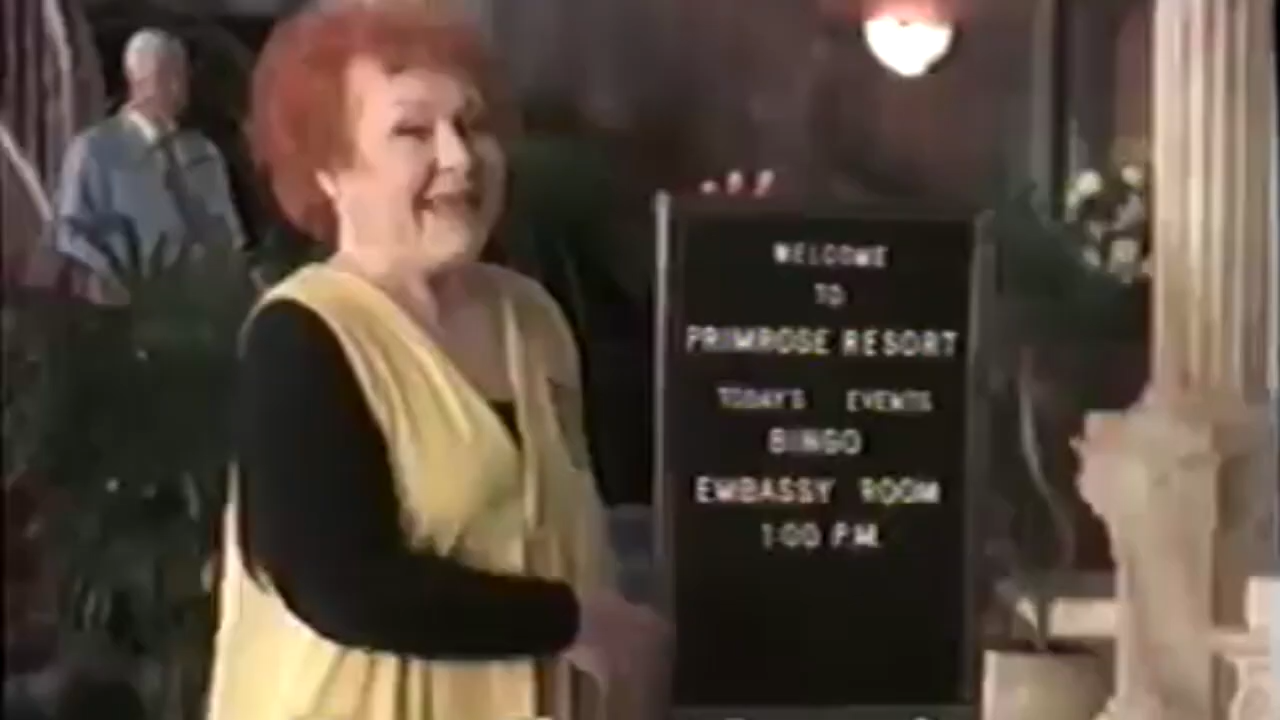 WELCOME
TO
PRIMROSE RESORT
TODAY'S EVENTS
BINGO
EMBASSY ROOM
1:00 P.M.